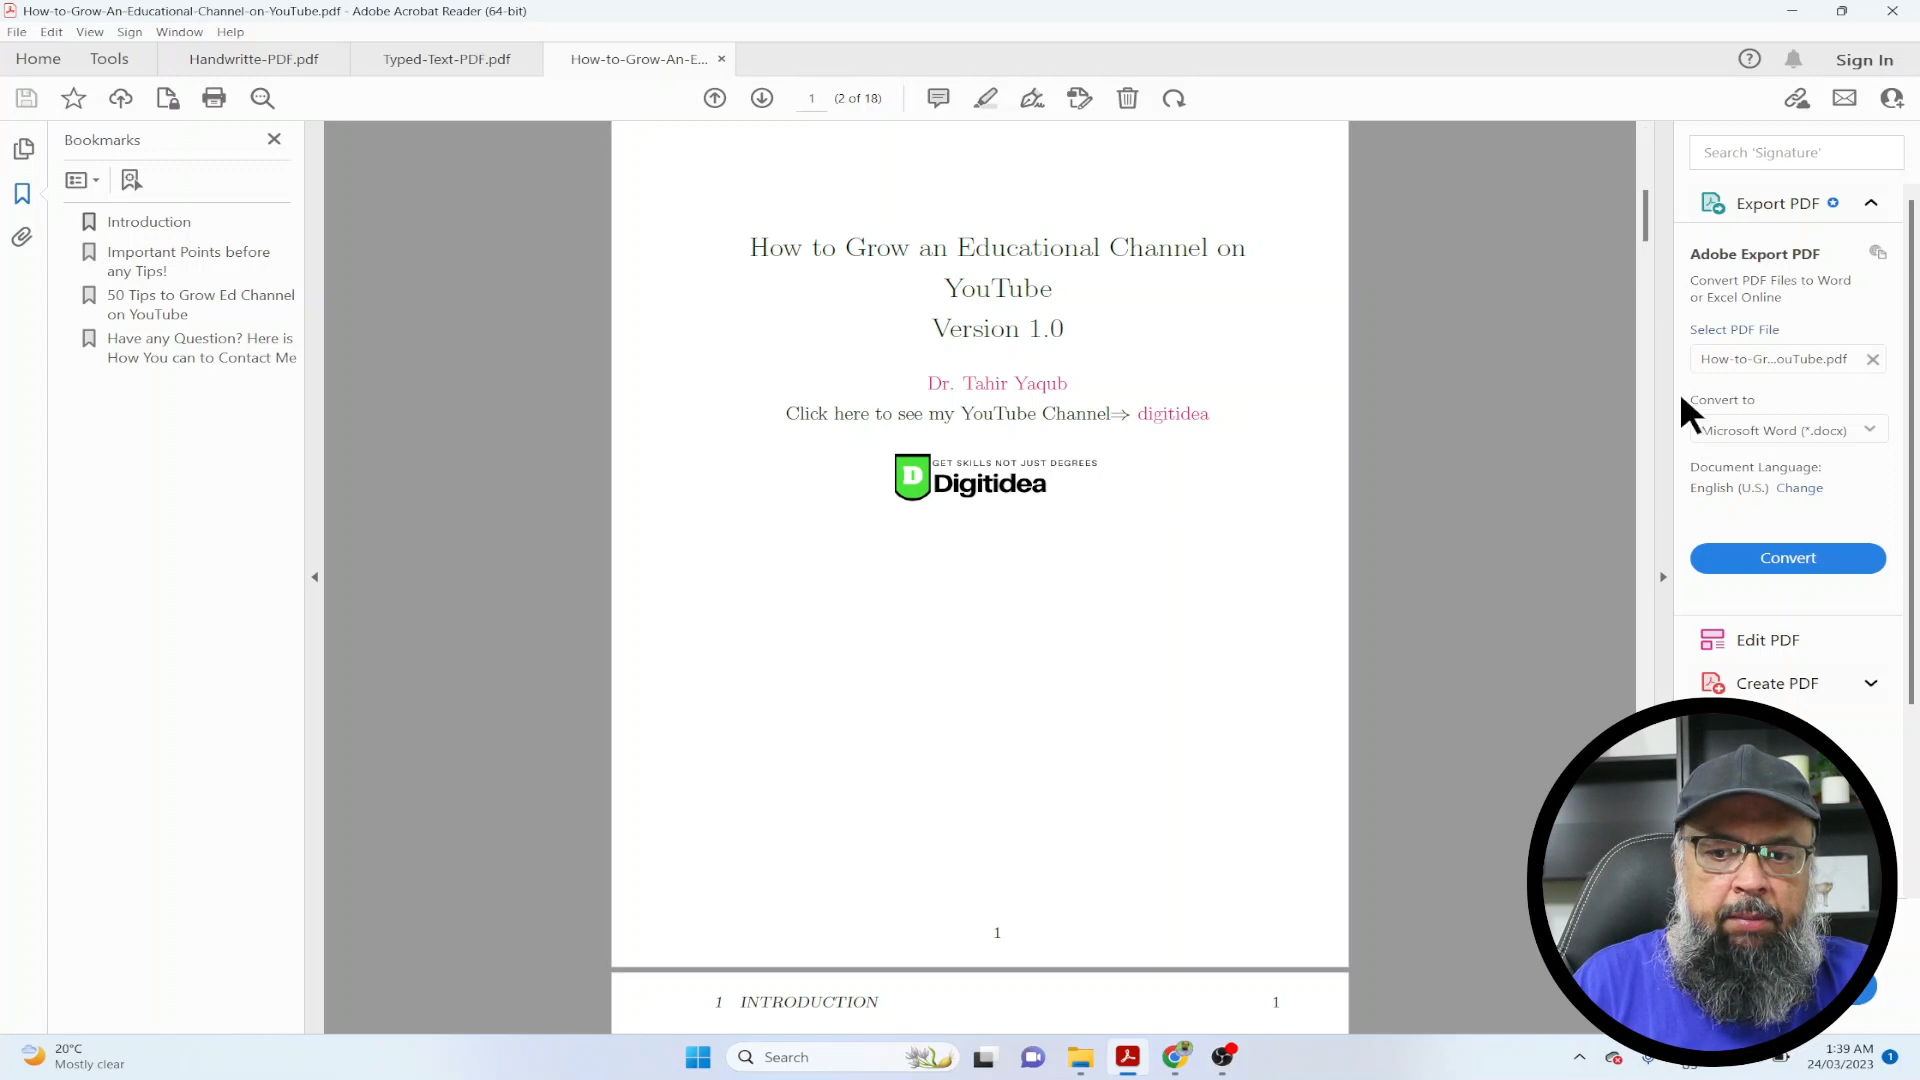 How-to-Grow-An-Educational-Channel-on-YouTube.pdf - Adobe Acrobat Reader (64-bit)
File Edit View Sign Window Help
Home Tools Handwritte-PDF.pdf Typed-Text-PDF.pdf How-to-Grow-An-E... Sign In
1 (2 of 18)
Bookmarks
Introduction
Important Points before
any Tips!
50 Tips to Grow Ed Channel
on YouTube
Have any Question? Here is
How You can to Contact Me
How to Grow an Educational Channel on
YouTube
Version 1.0
Dr. Tahir Yaqub
Click here to see my YouTube Channel⇒ digitidea
D GET SKILLS NOT JUST DEGREES
Digitidea
1
1 INTRODUCTION 1
Search 'Signature'
Export PDF
Adobe Export PDF
Convert PDF Files to Word
or Excel Online
Select PDF File
How-to-Gr...ouTube.pdf
Convert to
Microsoft Word (*.docx)
Document Language:
English (U.S.) Change
Convert
Edit PDF
Create PDF
20°C
Mostly clear
Search
1:39 AM
24/03/2023
1